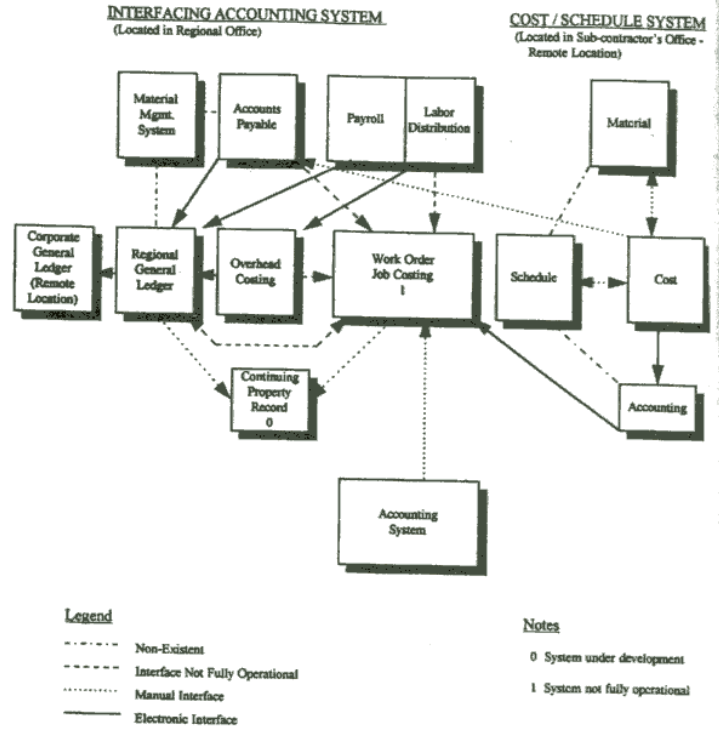 INTERFACING ACCOUNTING SYSTEM
(Located in Regional Office)
COST / SCHEDULE SYSTEM
(Located in Sub-contractor's Office -
Remote Location)
Material
Mgmt.
System
Accounts
Payable
Payroll
Labor
Distribution
Material
Corporate
General
Ledger
(Remote
Location)
Regional
General
Ledger
Overhead
Costing
Work Order
Job Costing
1
Schedule
Cost
Continuing
Property
Record
0
Accounting
Accounting
System
Legend
Non-Existent
Interface Not Fully Operational
Manual Interface
Electronic Interface
Notes
0 System under development
1 System not fully operational